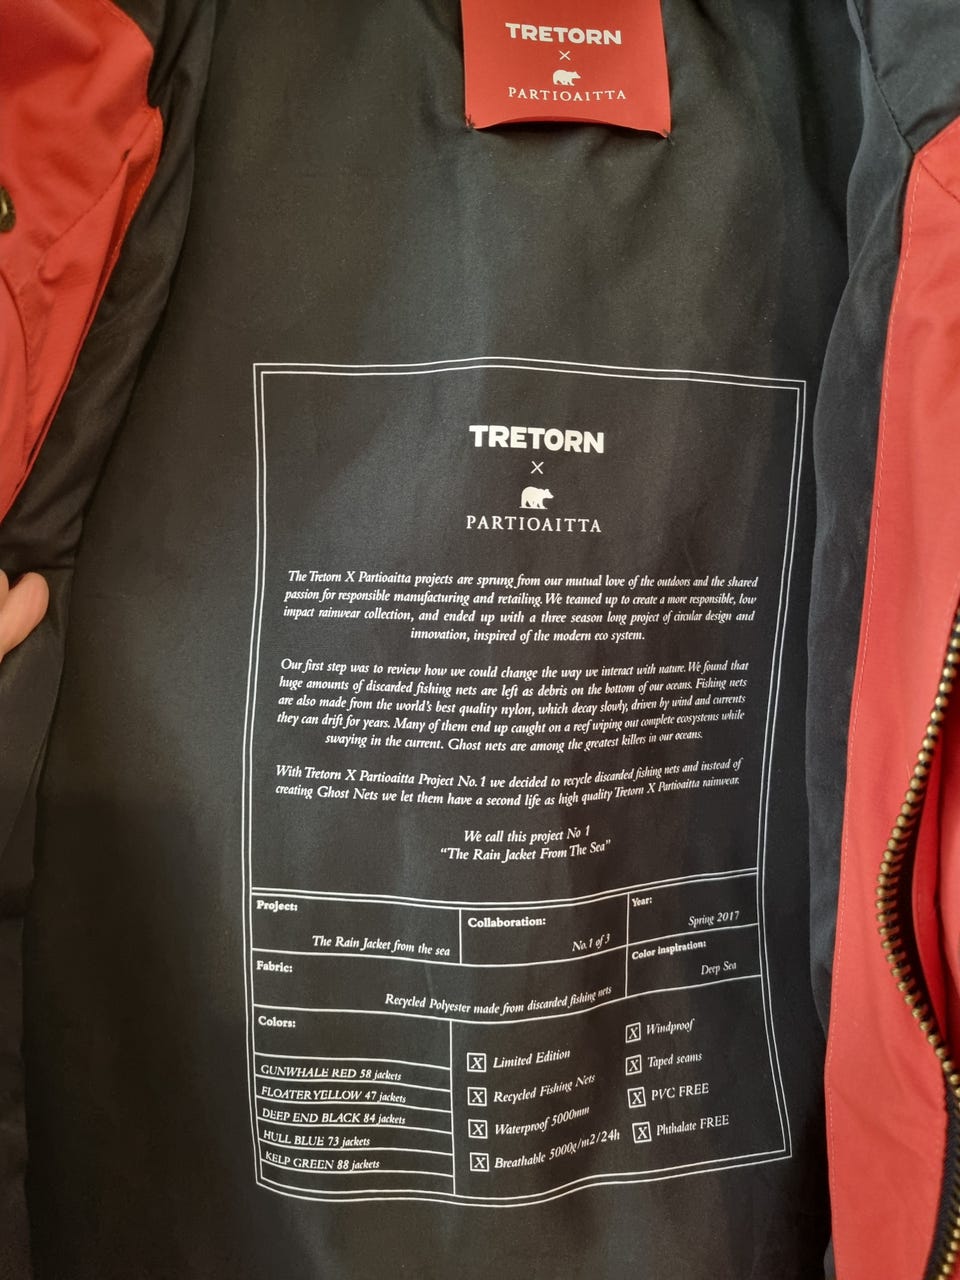 TRETORN
X
PARTIOAITTA
TRETORN
X
PARTIOAITTA
The Tretorn X Partioaitta projects are sprung from our mutual love of the outdoors and the shared
passion for responsible manufacturing and retailing. We teamed up to create a more responsible, low
impact rainwear collection, and ended up with a three season long project of circular design and
innovation, inspired of the modern eco system.
Our first step was to review how we could change the way we interact with nature. We found that
huge amounts of discarded fishing nets are left as debris on the bottom of our oceans. Fishing nets
are also made from the world's best quality nylon, which decay slowly, driven by wind and currents
they can drift for years. Many of them end up caught on a reef wiping out complete ecosystems while
swaying in the current. Ghost nets are among the greatest killers in our oceans.
With Tretorn X Partioaitta Project No. 1 we decided to recycle discarded fishing nets and instead of
creating Ghost Nets we let them have a second life as high quality Tretorn X Partioaitta rainwear.
We call this project No 1
"The Rain Jacket From The Sea"
Project:
The Rain Jacket from the sea
Collaboration:
No.1 of 3
Year:
Spring 2017
Fabric:
Recycled Polyester made from discarded fishing nets
Color inspiration:
Deep Sea
Colors:
GUNWHALE RED 58 jackets
FLOATER YELLOW 47 jackets
DEEP END BLACK 84 jackets
HULL BLUE 73 jackets
KELP GREEN 88 jackets
X Limited Edition
X Recycled Fishing Nets
X Waterproof 5000mm
X Breathable 5000g/m2/24h
X Windproof
X Taped seams
X PVC FREE
X Phthalate FREE